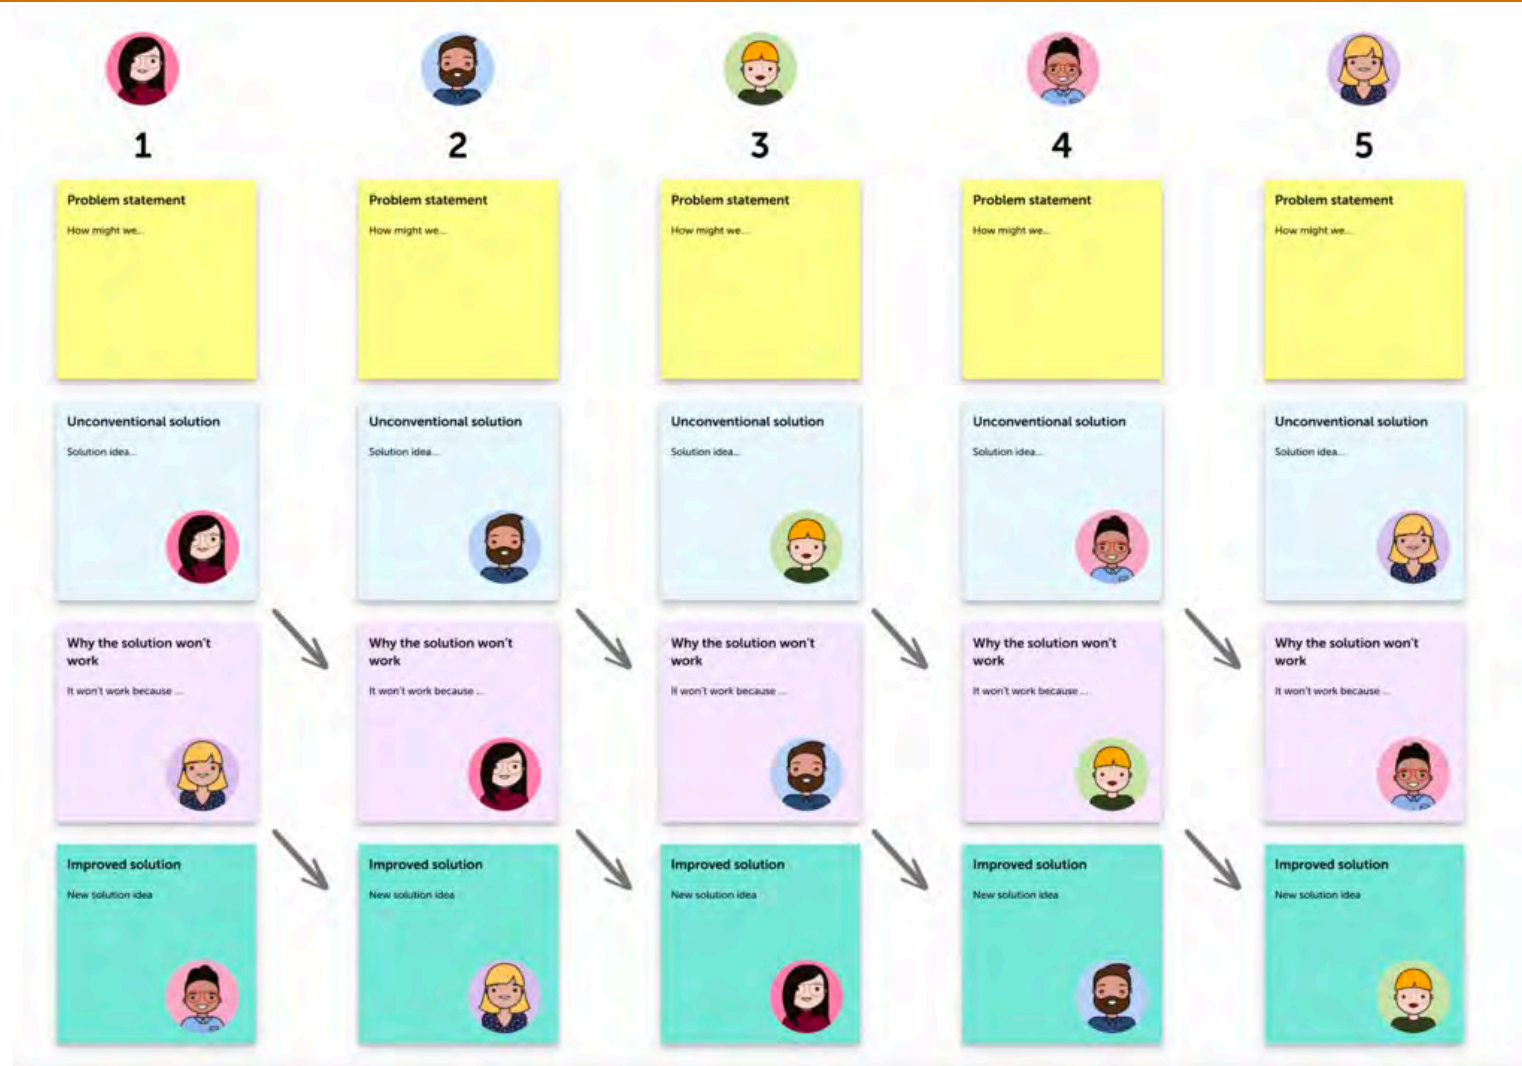 1
2
3
4
5
Problem statement
How might we...
Problem statement
How might we...
Problem statement
How might we...
Problem statement
How might we...
Problem statement
How might we...
Unconventional solution
Solution idea...
Unconventional solution
Solution idea...
Unconventional solution
Solution idea...
Unconventional solution
Solution idea...
Unconventional solution
Solution idea...
Why the solution won't
work
It won't work because ...
Why the solution won't
work
It won't work because ...
Why the solution won't
work
It won't work because ...
Why the solution won't
work
It won't work because ...
Why the solution won't
work
It won't work because ...
Improved solution
New solution idea
Improved solution
New solution idea
Improved solution
New solution idea
Improved solution
New solution idea
Improved solution
New solution idea